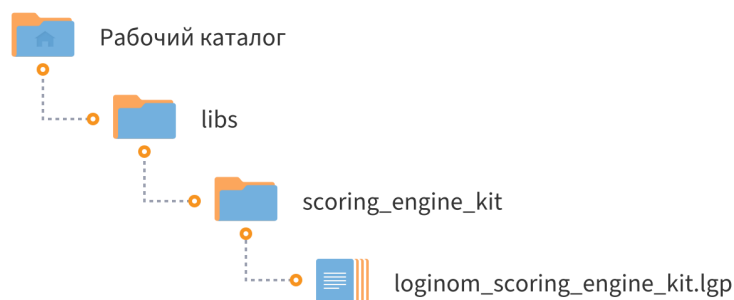 Рабочий каталог
libs
scoring_engine_kit
loginom_scoring_engine_kit.lgp